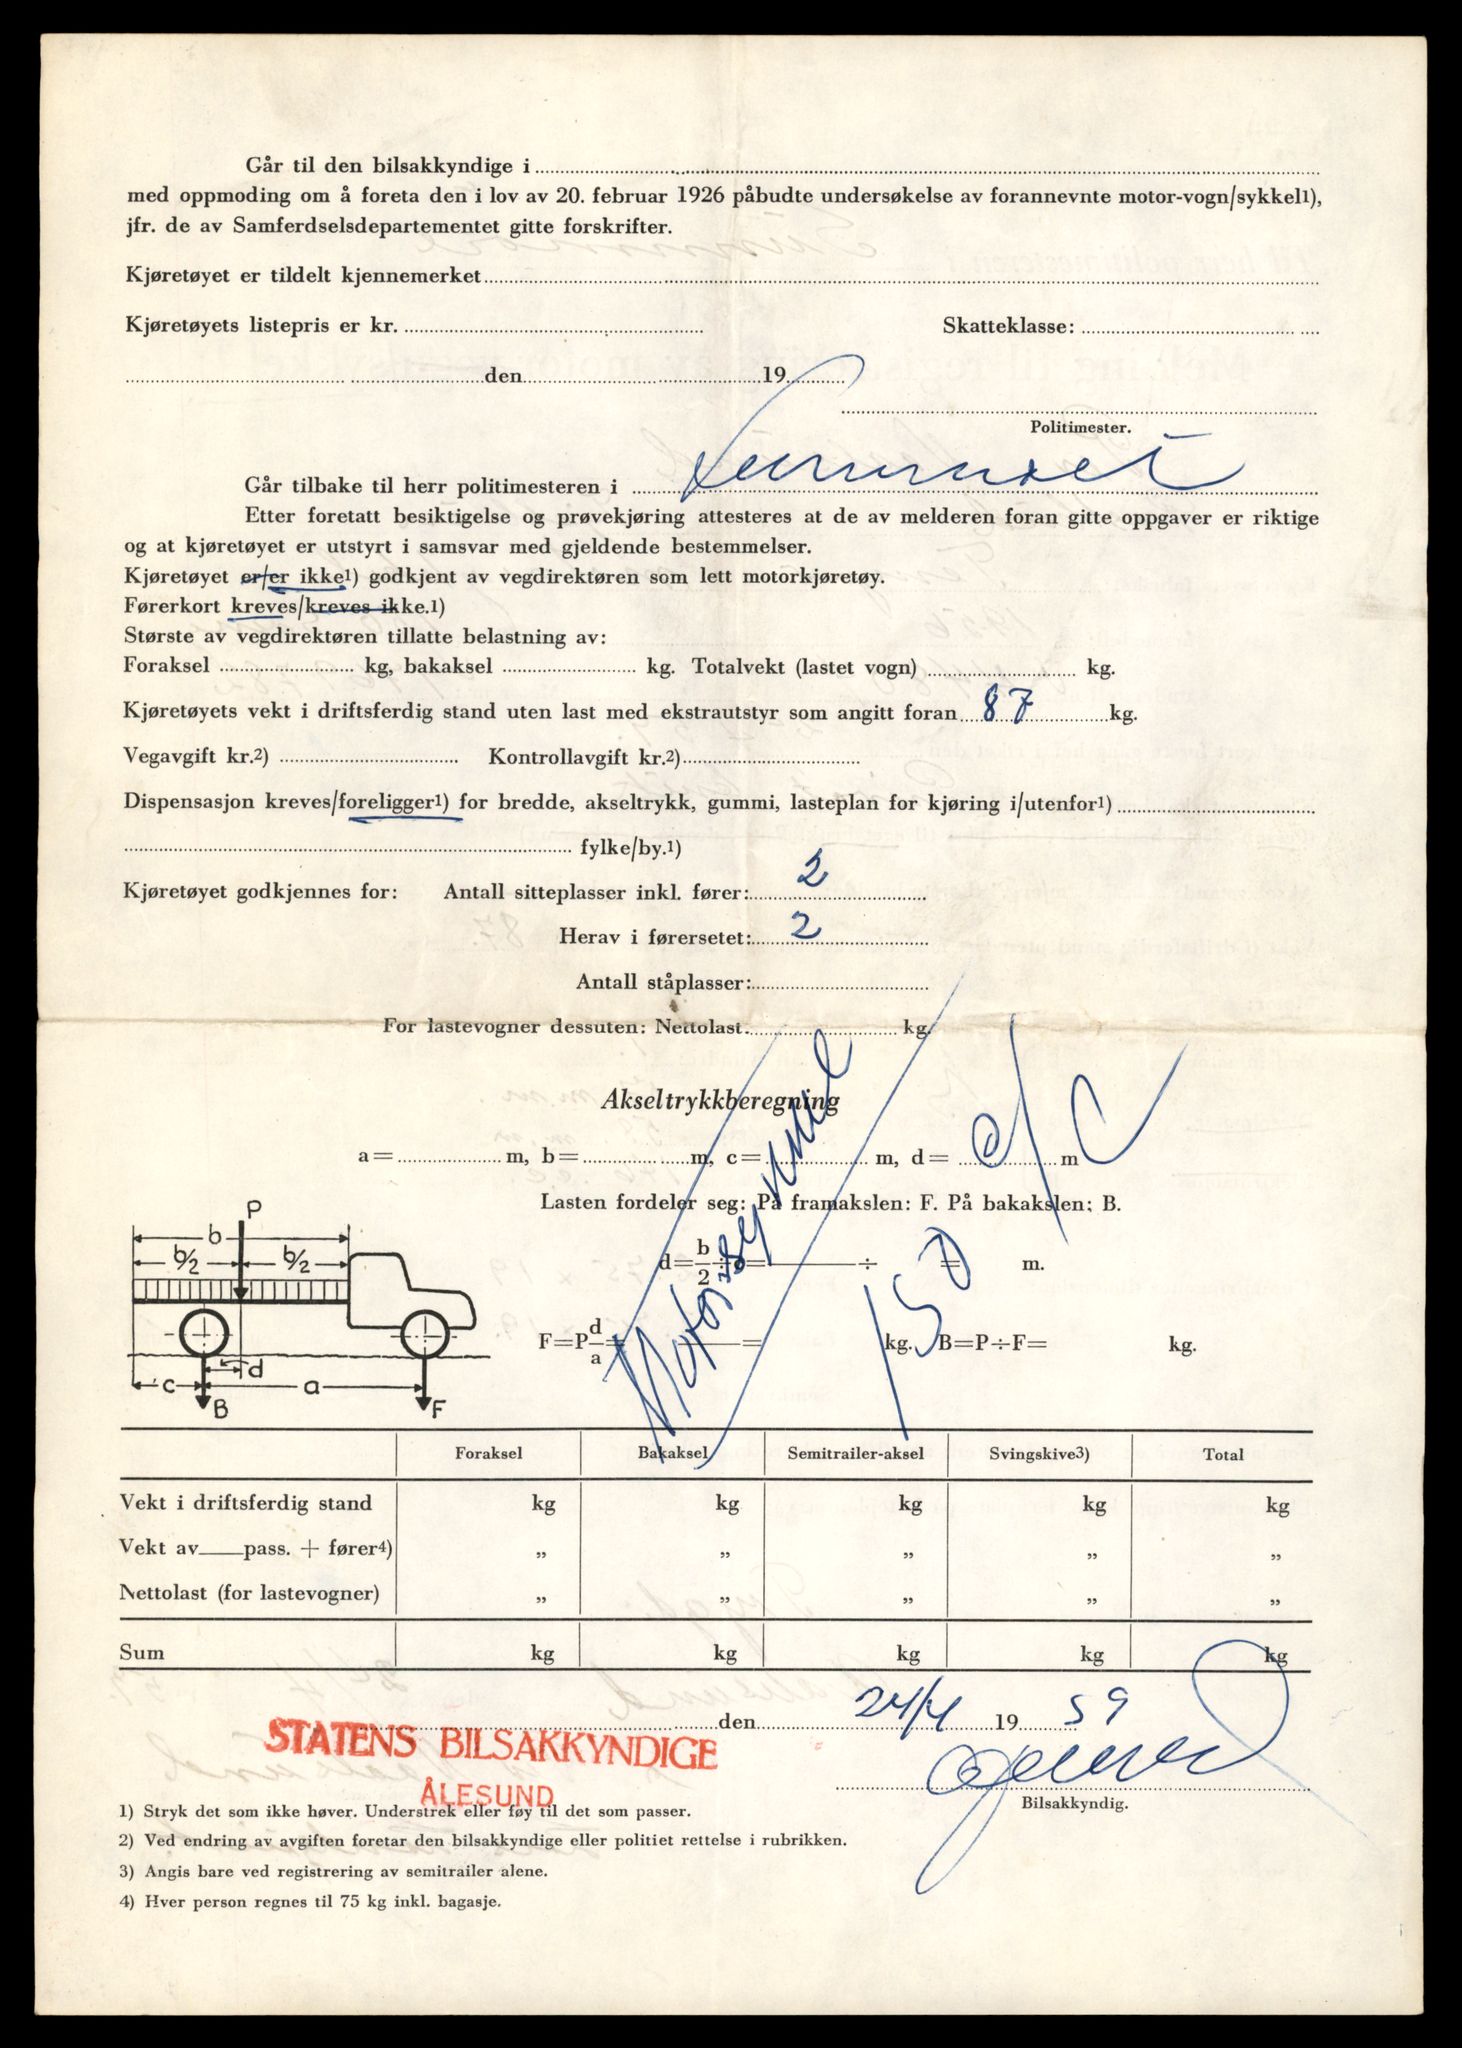 Går til den bilsakkyndige i
med oppmoding om å foreta den i lov av 20. februar 1926 påbudte undersøkelse av forannevnte motor-vogn/sykkel1),
jfr. de av Samferdselsdepartementet gitte forskrifter.
Kjøretøyet er tildelt kjennemerket
Kjøretøyets listepris er kr. Skatteklasse:
den 19
Politimester.
Går tilbake til herr politimesteren i
Etter foretatt besiktigelse og prøvekjøring attesteres at de av melderen foran gitte oppgaver er riktige
og at kjøretøyet er utstyrt i samsvar med gjeldende bestemmelser.
Kjøretøyet er/er ikke1) godkjent av vegdirektøren som lett motorkjøretøy.
Førerkort kreves/kreves ikke.1)
Største av vegdirektøren tillatte belastning av:
Foraksel kg, bakaksel kg. Totalvekt (lastet vogn) kg.
Kjøretøyets vekt i driftsferdig stand uten last med ekstrautstyr som angitt foran 87 kg.
Vegavgift kr.2) Kontrollavgift kr.2)
Dispensasjon kreves/foreligger1) for bredde, akseltrykk, gummi, lasteplan for kjøring i/utenfor1)
fylke/by.1)
Kjøretøyet godkjennes for: Antall sitteplasser inkl. fører: 2
Herav i førersetet: 2
Antall ståplasser:
For lastevogner dessuten: Nettolast kg.
Akseltrykkberegning
a= m, b= m, c= m, d= m
Lasten fordeler seg: På framakslen: F. På bakakslen: B.
d=b/2÷c= ÷ = m.
F=P d/a = = kg. B=P÷F= kg.
Motorsykkel
150 c/c
P
b
b/2 b/2
d
c a
B F
Foraksel Bakaksel Semitrailer-aksel Svingskive3) Total
Vekt i driftsferdig stand kg kg kg kg kg
Vekt av pass. + fører4) „ „ „ „ „
Nettolast (for lastevogner) „ „ „ „ „
Sum kg kg kg kg kg
den 24/4 19 59
STATENS BILSAKKYNDIGE
ÅLESUND
Bilsakkyndig.
1) Stryk det som ikke høver. Understrek eller føy til det som passer.
2) Ved endring av avgiften foretar den bilsakkyndige eller politiet rettelse i rubrikken.
3) Angis bare ved registrering av semitrailer alene.
4) Hver person regnes til 75 kg inkl. bagasje.